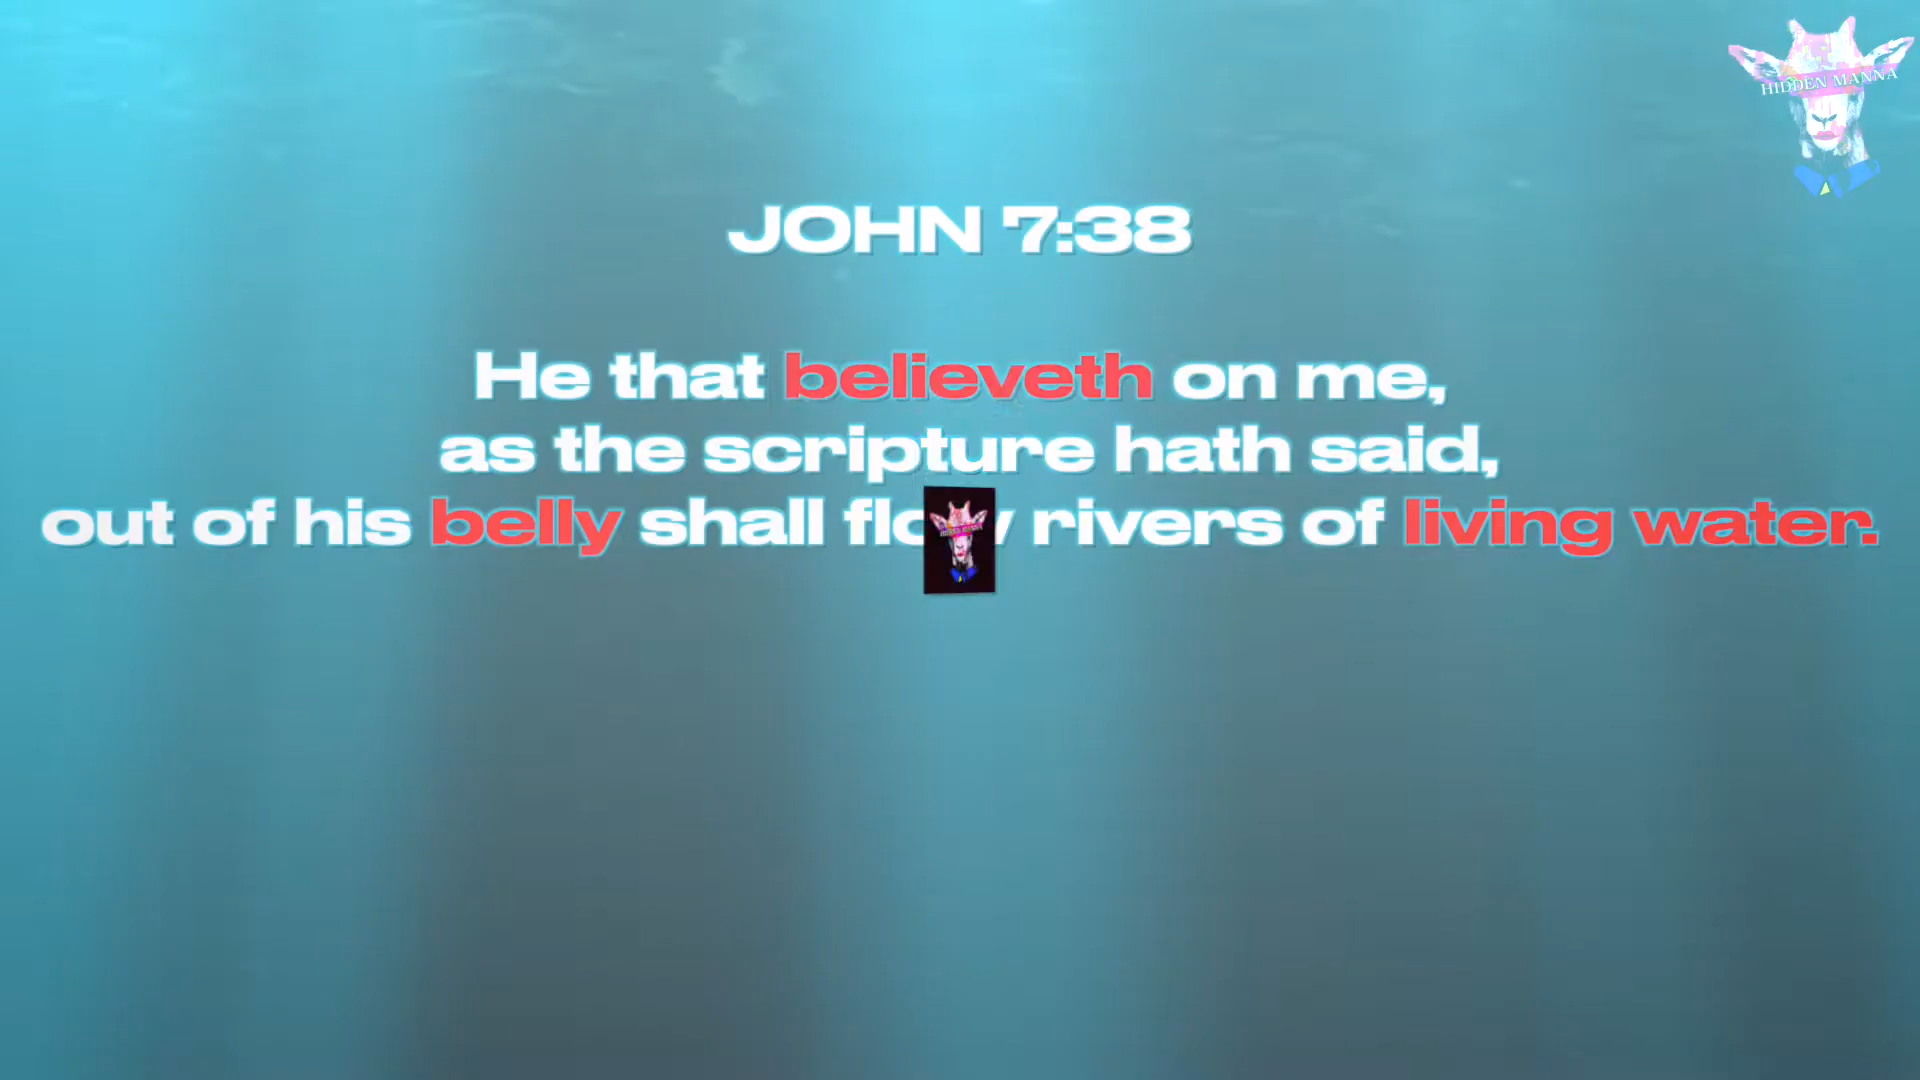 HIDDEN MANNA
JOHN 7:38
He that believeth on me,
as the scripture hath said,
out of his belly shall flow rivers of living water.